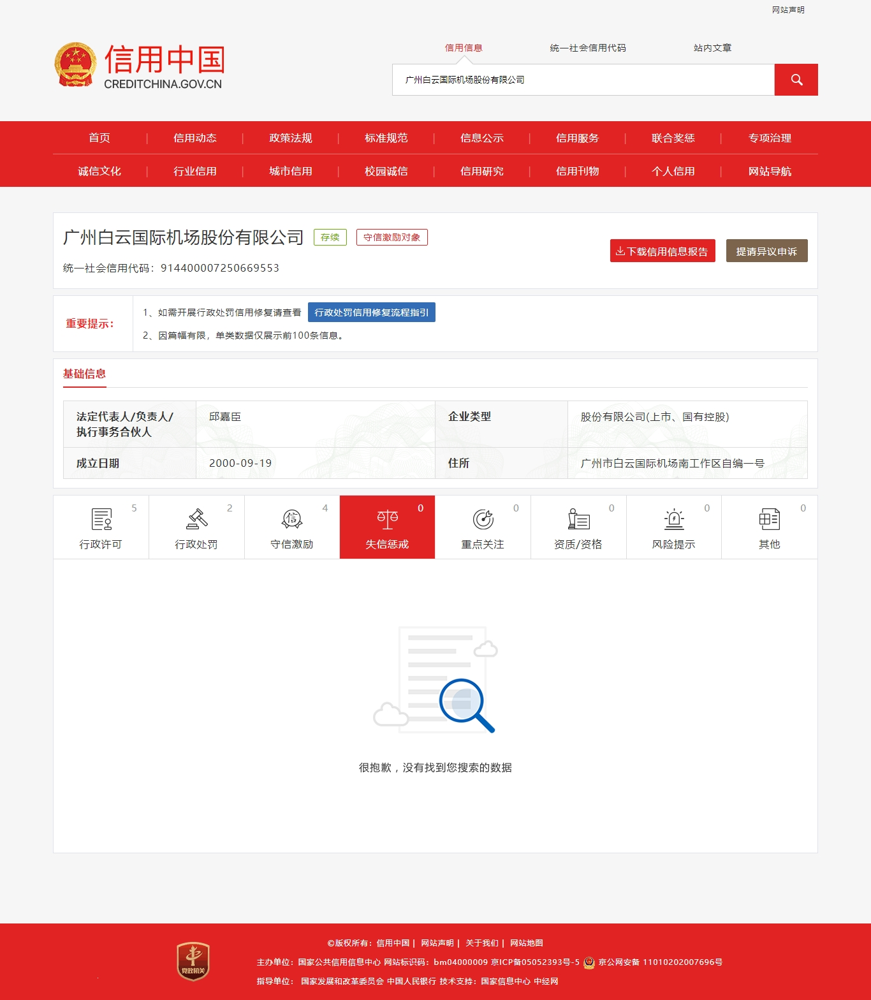 网站声明
信用中国
CREDITCHINA.GOV.CN
信用信息 统一社会信用代码 站内文章
广州白云国际机场股份有限公司
首页 | 信用动态 | 政策法规 | 标准规范 | 信息公示 | 信用服务 | 联合奖惩 | 专项治理
诚信文化 | 行业信用 | 城市信用 | 校园诚信 | 信用研究 | 信用刊物 | 个人信用 | 网站导航
广州白云国际机场股份有限公司 存续 守信激励对象
下载信用信息报告 提请异议申诉
统一社会信用代码：914400007250669553
重要提示：
1、如需开展行政处罚信用修复请查看 行政处罚信用修复流程指引
2、因篇幅有限，单类数据仅展示前100条信息。
基础信息
法定代表人/负责人/
执行事务合伙人
邱嘉臣
企业类型
股份有限公司(上市、国有控股)
成立日期
2000-09-19
住所
广州市白云国际机场南工作区自编一号
5 2 4 0 0 0 0 0
信
行政许可 行政处罚 守信激励 失信惩戒 重点关注 资质/资格 风险提示 其他
很抱歉，没有找到您搜索的数据
党政机关
©版权所有：信用中国 | 网站声明 | 关于我们 | 网站地图
主办单位：国家公共信用信息中心 网站标识码：bm04000009 京ICP备05052393号-5 京公网安备 11010202007696号
指导单位： 国家发展和改革委员会 中国人民银行 技术支持：国家信息中心 中经网